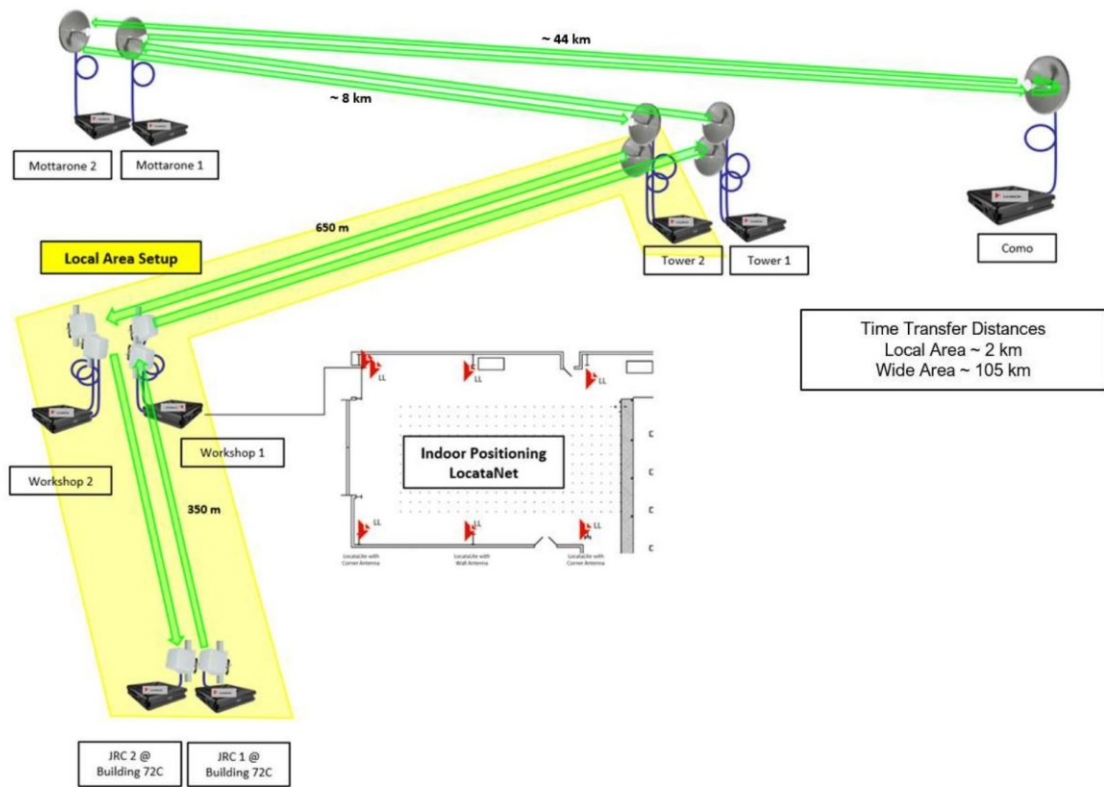 ~ 44 km
~ 8 km
Mottarone 2
Mottarone 1
650 m
Tower 2
Tower 1
Como
Local Area Setup
Time Transfer Distances
Local Area ~ 2 km
Wide Area ~ 105 km
LL
LL
LL
Workshop 1
Workshop 2
Indoor Positioning
LocataNet
C
C
C
C
350 m
LL
LL
LL
LocataLite with
Corner Antenna
LocataLite with
Wall Antenna
LocataLite with
Corner Antenna
JRC 2 @
Building 72C
JRC 1 @
Building 72C